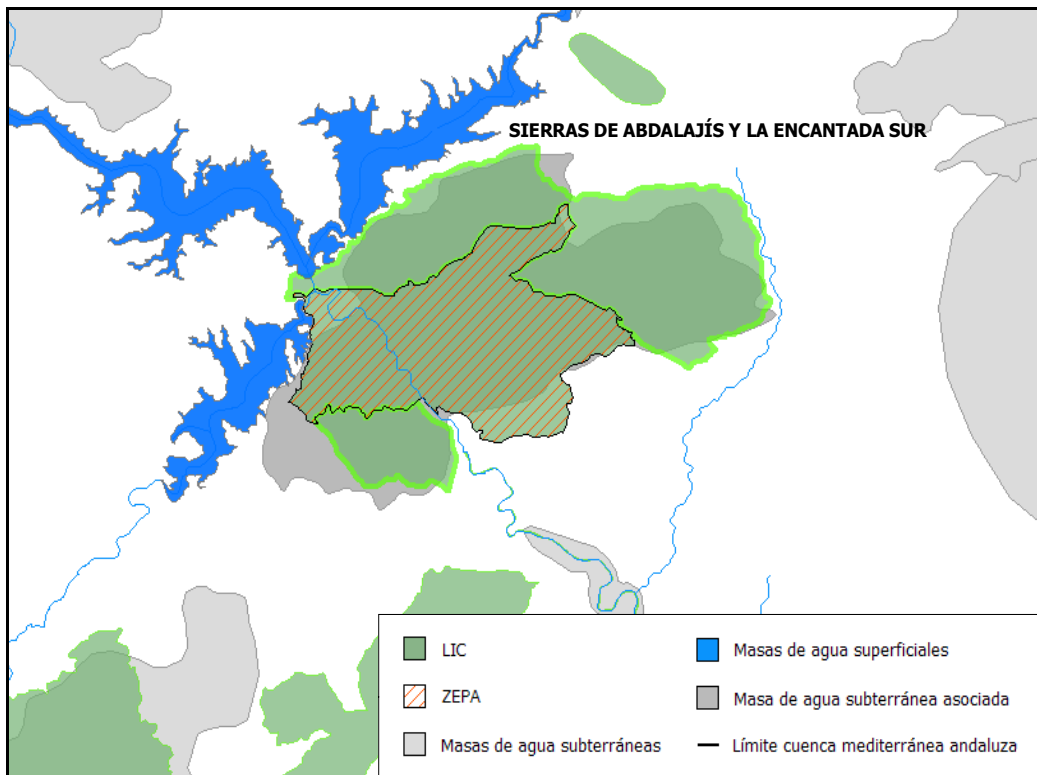 SIERRAS DE ABDALAJÍS Y LA ENCANTADA SUR
LIC
ZEPA
Masas de agua subterráneas
Masas de agua superficiales
Masa de agua subterránea asociada
Límite cuenca mediterránea andaluza